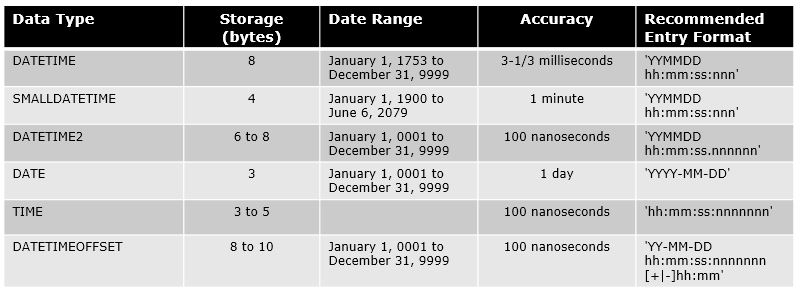 Data Type Storage (bytes) Date Range Accuracy Recommended Entry Format
DATETIME 8 January 1, 1753 to December 31, 9999 3-1/3 milliseconds 'YYMMDD hh:mm:ss:nnn'
SMALLDATETIME 4 January 1, 1900 to June 6, 2079 1 minute 'YYMMDD hh:mm:ss:nnn'
DATETIME2 6 to 8 January 1, 0001 to December 31, 9999 100 nanoseconds 'YYMMDD hh:mm:ss.nnnnnn'
DATE 3 January 1, 0001 to December 31, 9999 1 day 'YYYY-MM-DD'
TIME 3 to 5 100 nanoseconds 'hh:mm:ss:nnnnnnn'
DATETIMEOFFSET 8 to 10 January 1, 0001 to December 31, 9999 100 nanoseconds 'YY-MM-DD hh:mm:ss:nnnnnnn [+|-]hh:mm'